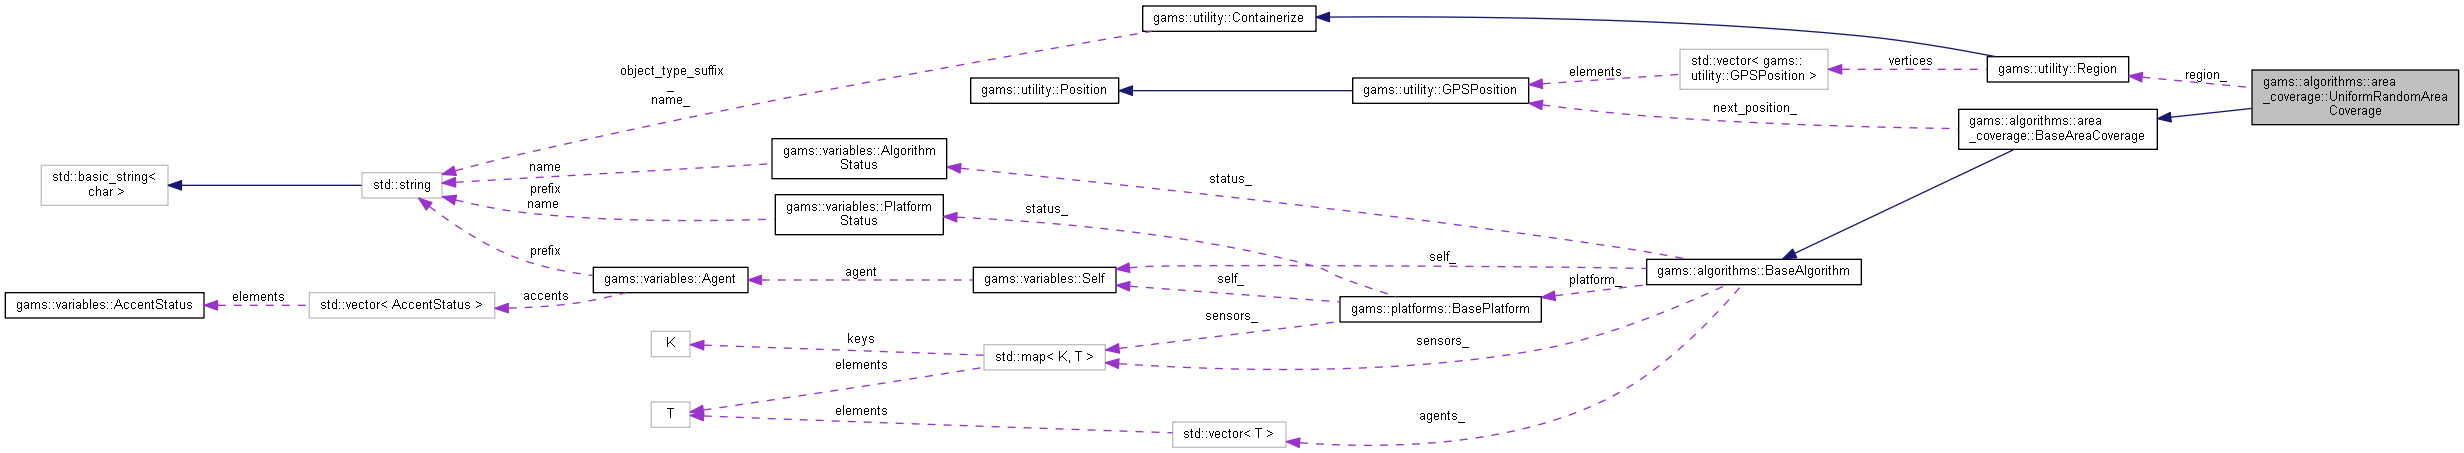 gams::utility::Containerize
object_type_suffix
_
name_
std::vector< gams::
utility::GPSPosition >
elements
vertices
gams::utility::Region
region_
gams::algorithms::area
_coverage::UniformRandomArea
Coverage
gams::utility::Position
gams::utility::GPSPosition
next_position_
gams::algorithms::area
_coverage::BaseAreaCoverage
gams::variables::Algorithm
Status
name
status_
std::basic_string<
char >
std::string
prefix
name
gams::variables::Platform
Status
status_
prefix
self_
gams::algorithms::BaseAlgorithm
gams::variables::Agent
agent
gams::variables::Self
self_
platform_
gams::variables::AccentStatus
elements
std::vector< AccentStatus >
accents
gams::platforms::BasePlatform
sensors_
K
keys
std::map< K, T >
sensors_
elements
T
elements
std::vector< T >
agents_